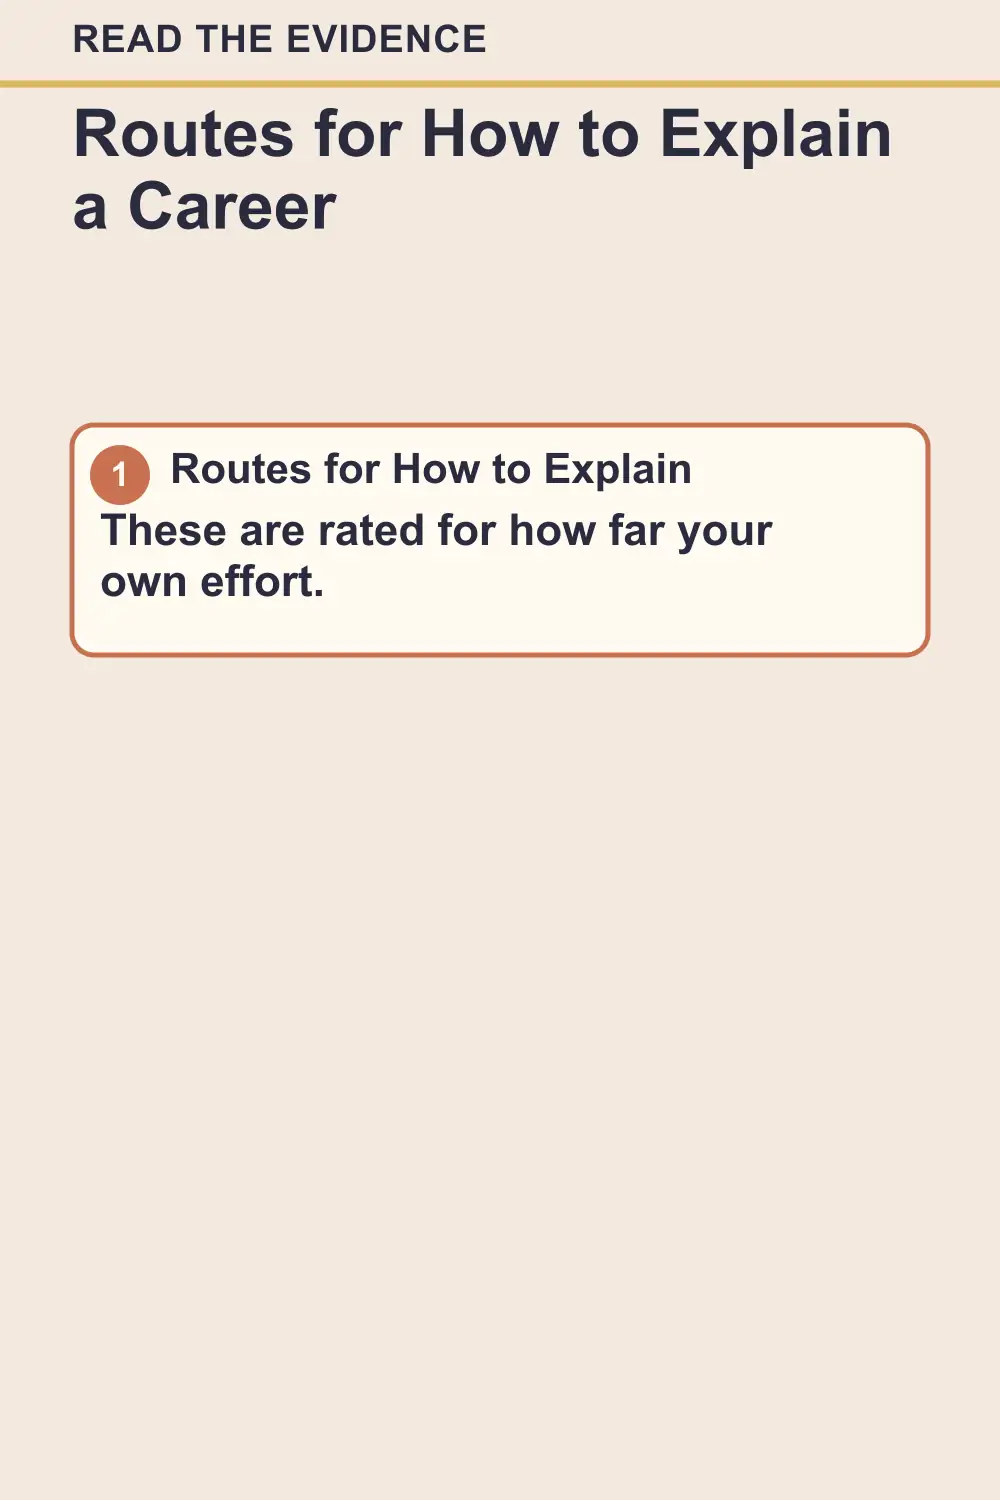 READ THE EVIDENCE
Routes for How to Explain
a Career
1 Routes for How to Explain
These are rated for how far your
own effort.